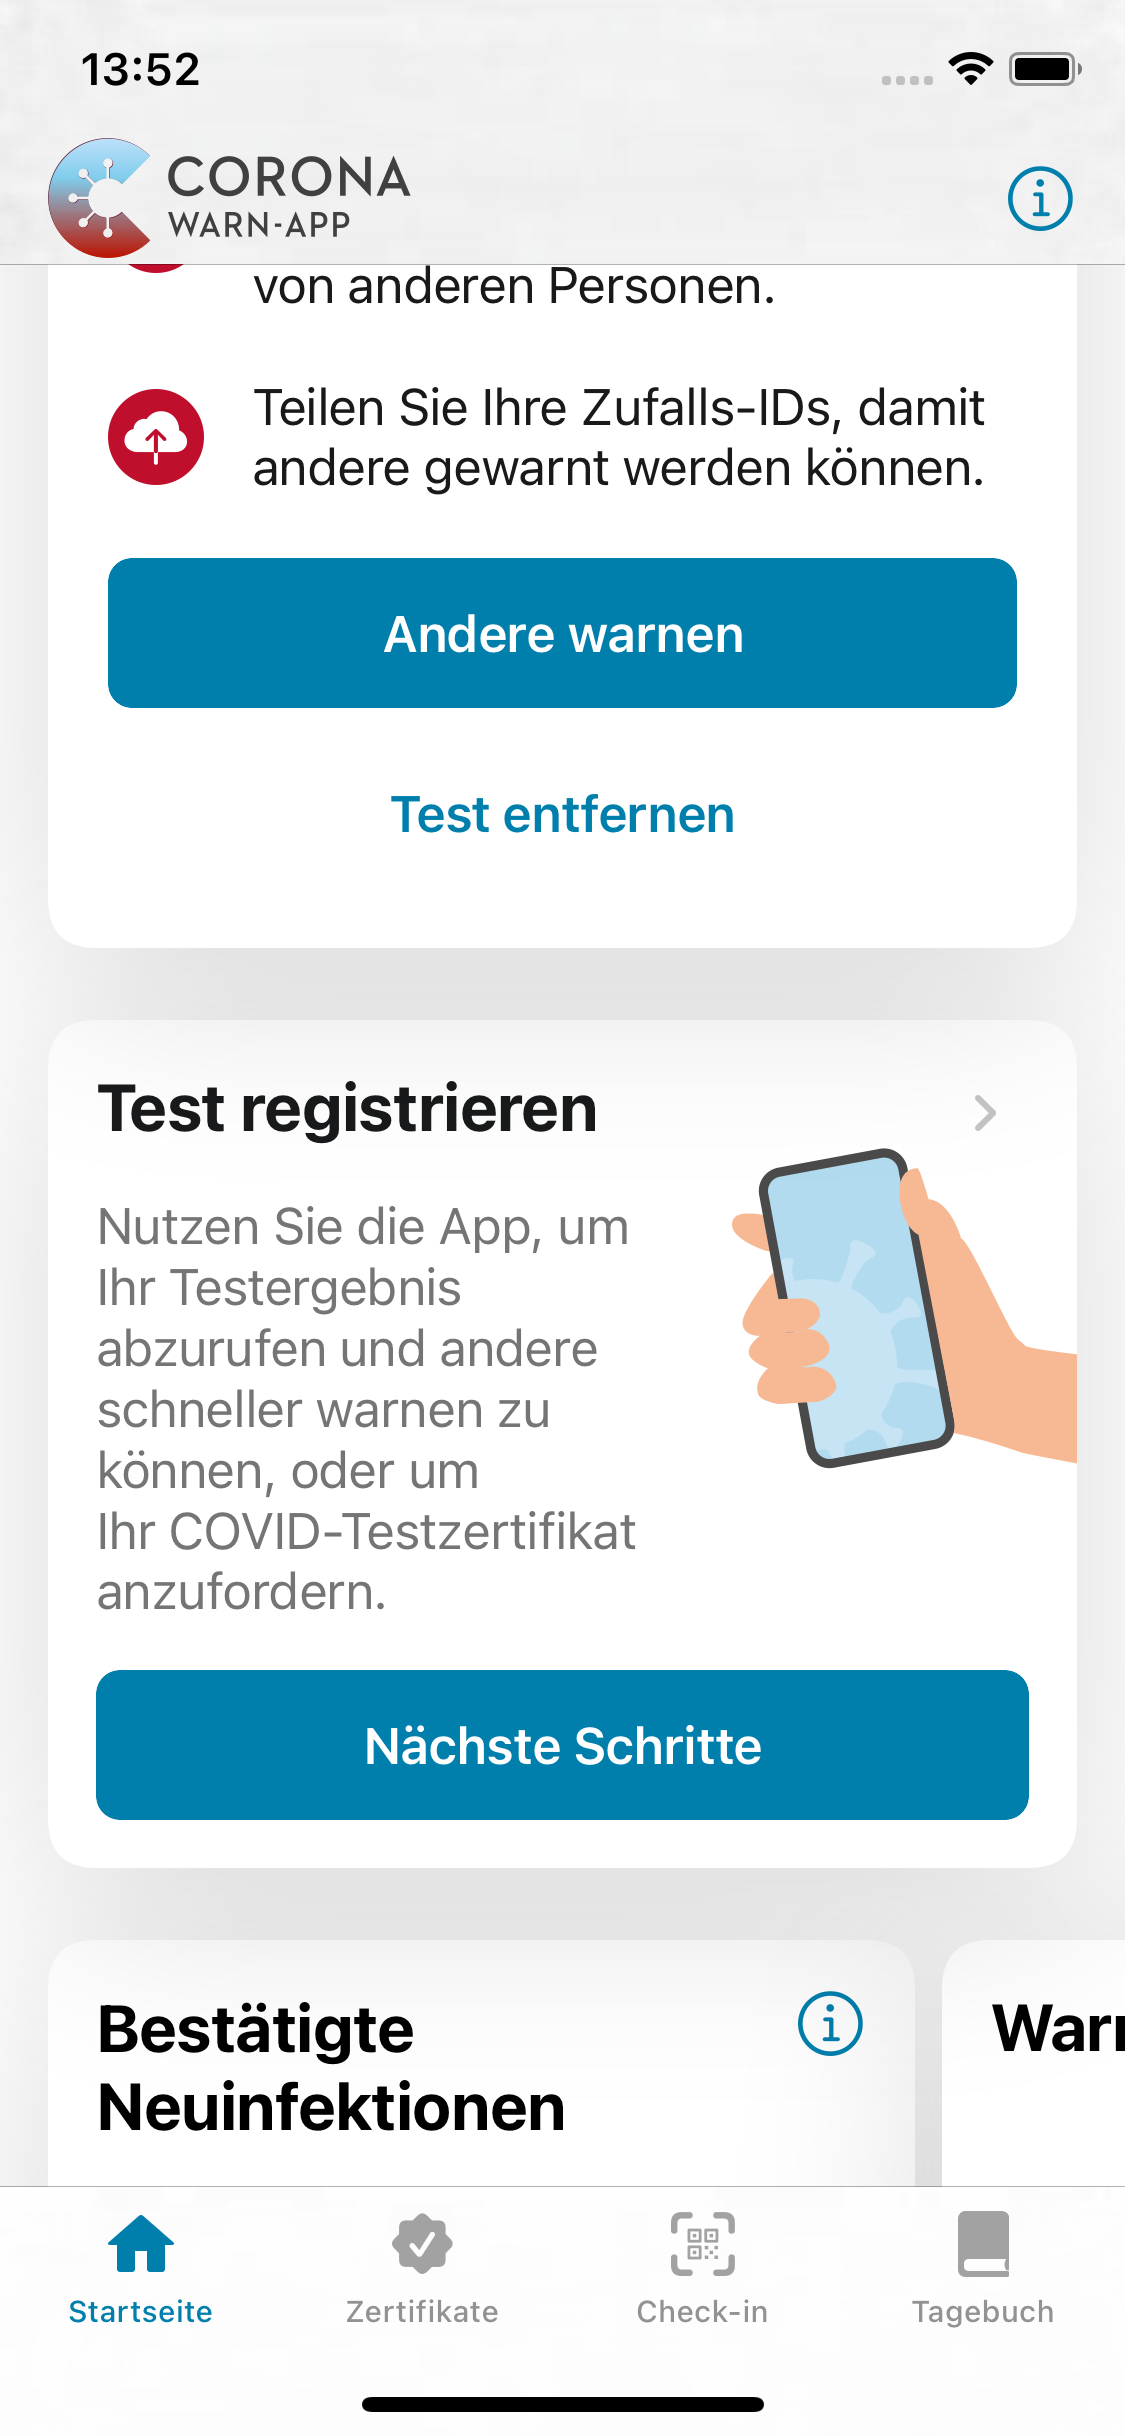 13:52
CORONA
WARN-APP
von anderen Personen.
Teilen Sie Ihre Zufalls-IDs, damit
andere gewarnt werden können.
Andere warnen
Test entfernen
Test registrieren
Nutzen Sie die App, um
Ihr Testergebnis
abzurufen und andere
schneller warnen zu
können, oder um
Ihr COVID-Testzertifikat
anzufordern.
Nächste Schritte
Bestätigte
Neuinfektionen
Startseite
Zertifikate
Check-in
Tagebuch